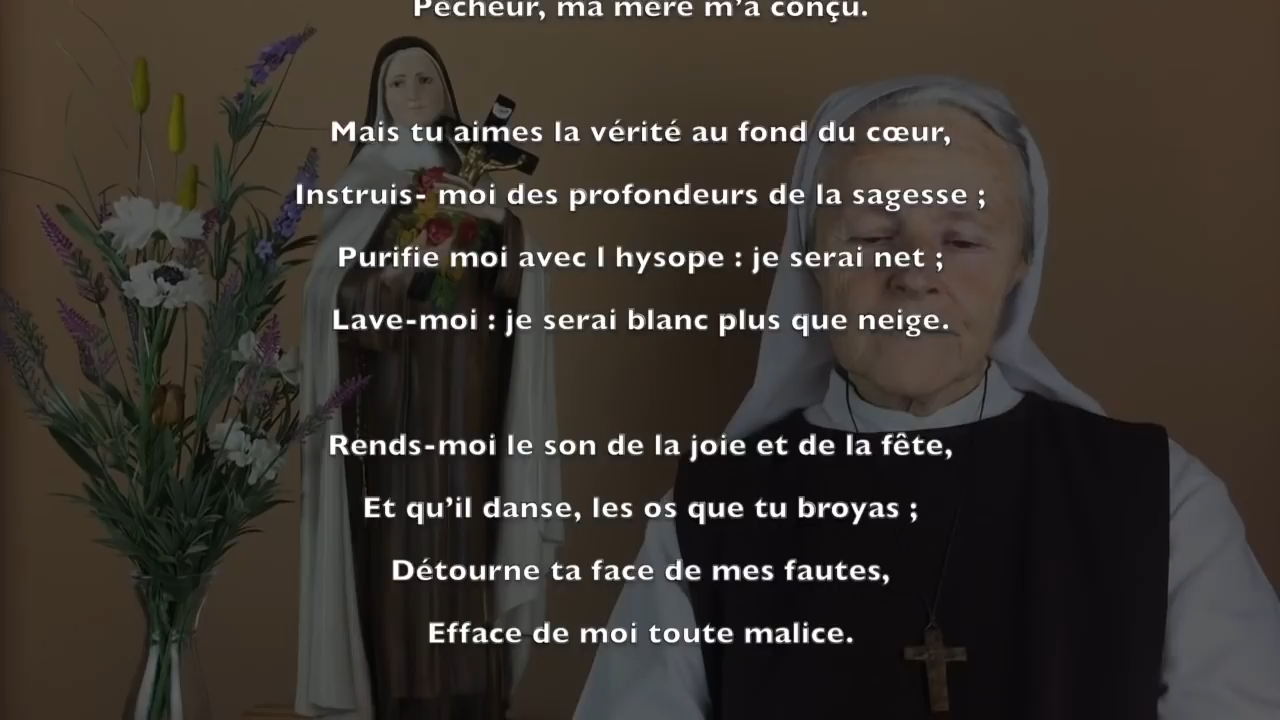 Pécheur, ma mère m’a conçu.
Mais tu aimes la vérité au fond du cœur,
Instruis- moi des profondeurs de la sagesse ;
Purifie moi avec l hysope : je serai net ;
Lave-moi : je serai blanc plus que neige.
Rends-moi le son de la joie et de la fête,
Et qu’il danse, les os que tu broyas ;
Détourne ta face de mes fautes,
Efface de moi toute malice.